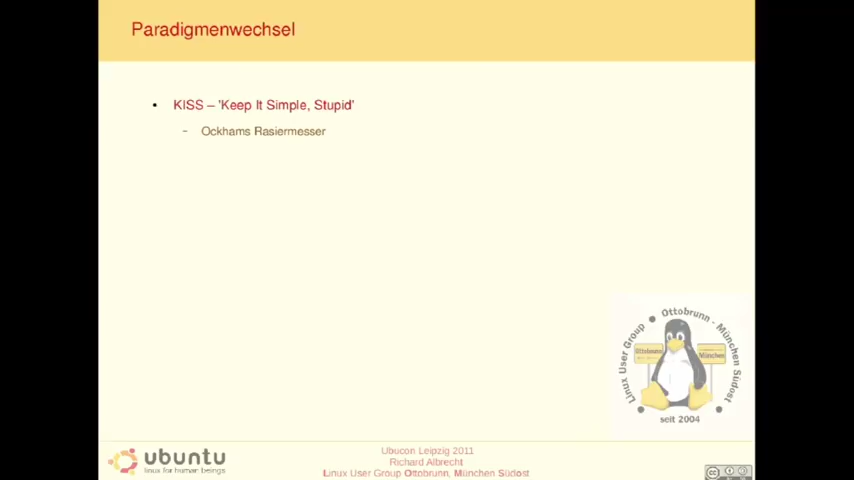 Paradigmenwechsel
KISS – 'Keep It Simple, Stupid'
Ockhams Rasiermesser
Linux User Group • Ottobrunn - München Südost •
Ottobrunn
München
seit 2004
ubuntu
linux for human beings
Ubucon Leipzig 2011
Richard Albrecht
Linux User Group Ottobrunn, München Südost
cc